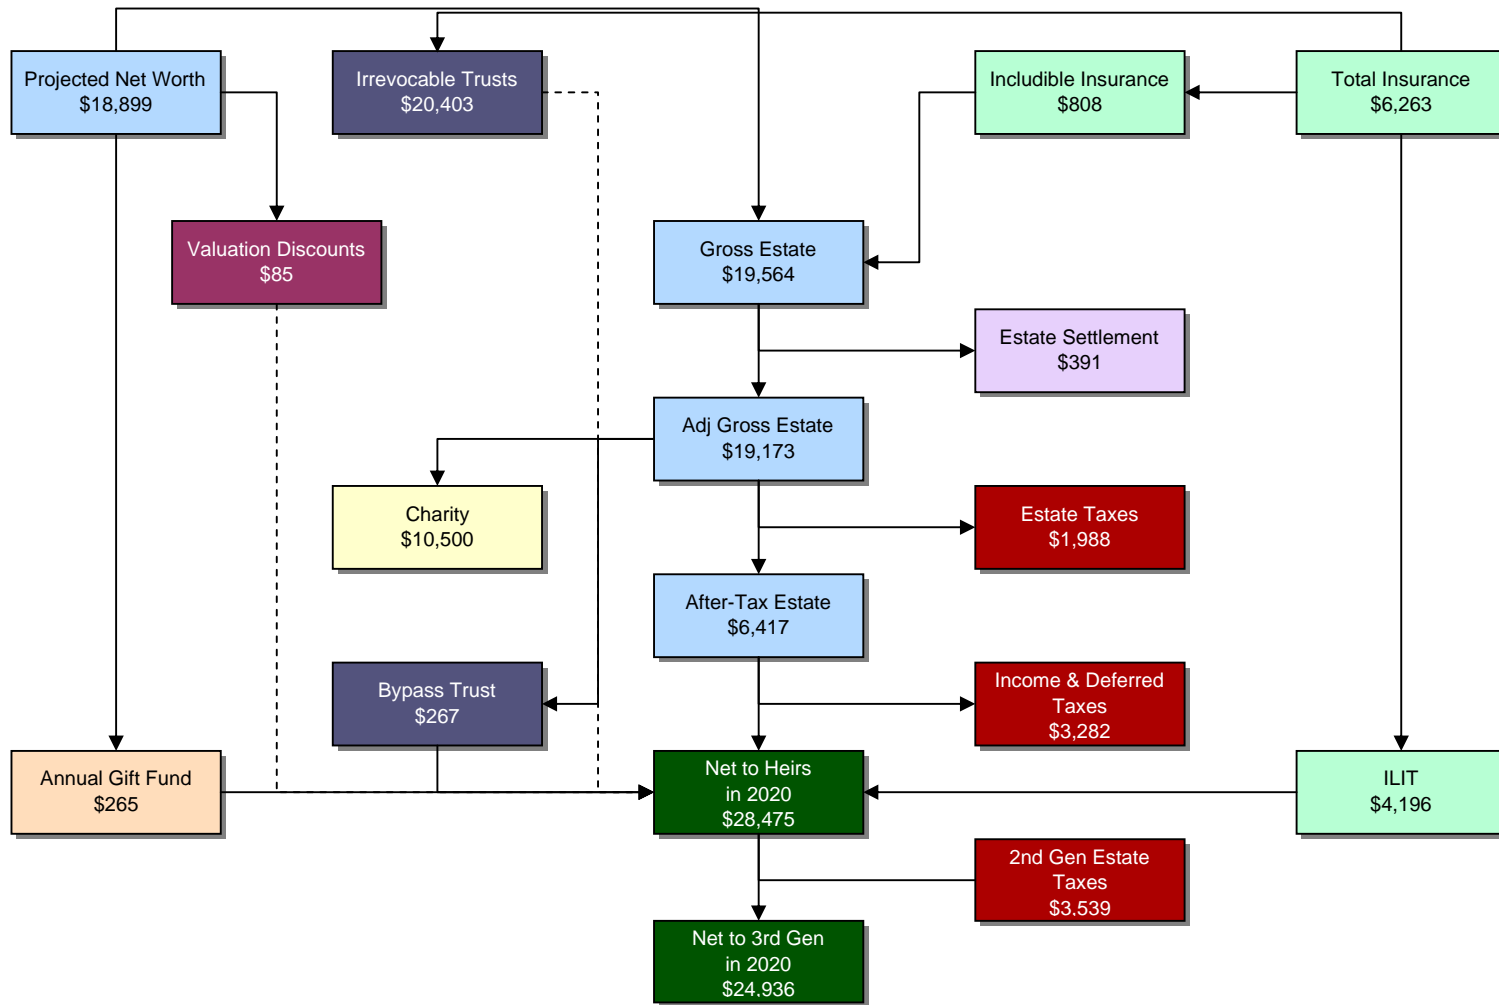 Projected Net Worth
$18,899
Irrevocable Trusts
$20,403
Includible Insurance
$808
Total Insurance
$6,263
Valuation Discounts
$85
Gross Estate
$19,564
Estate Settlement
$391
Adj Gross Estate
$19,173
Charity
$10,500
Estate Taxes
$1,988
After-Tax Estate
$6,417
Bypass Trust
$267
Income & Deferred
Taxes
$3,282
Annual Gift Fund
$265
Net to Heirs
in 2020
$28,475
ILIT
$4,196
2nd Gen Estate
Taxes
$3,539
Net to 3rd Gen
in 2020
$24,936